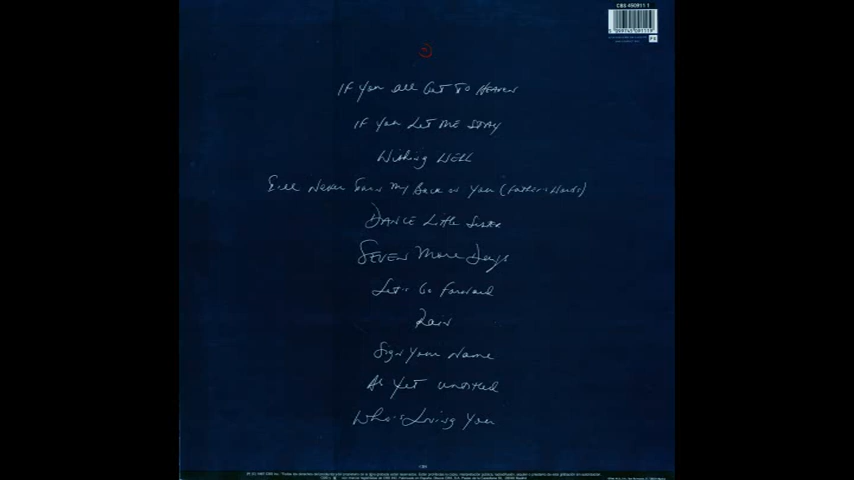 CBS 450911 1
If You All Get To Heaven
If You Let Me Stay
Wishing Well
I'll Never Turn My Back on You (Father's Words)
Dance Little Sister
Seven More Days
Let's Go Forward
Rain
Sign Your Name
As Yet Untitled
Who's Loving You